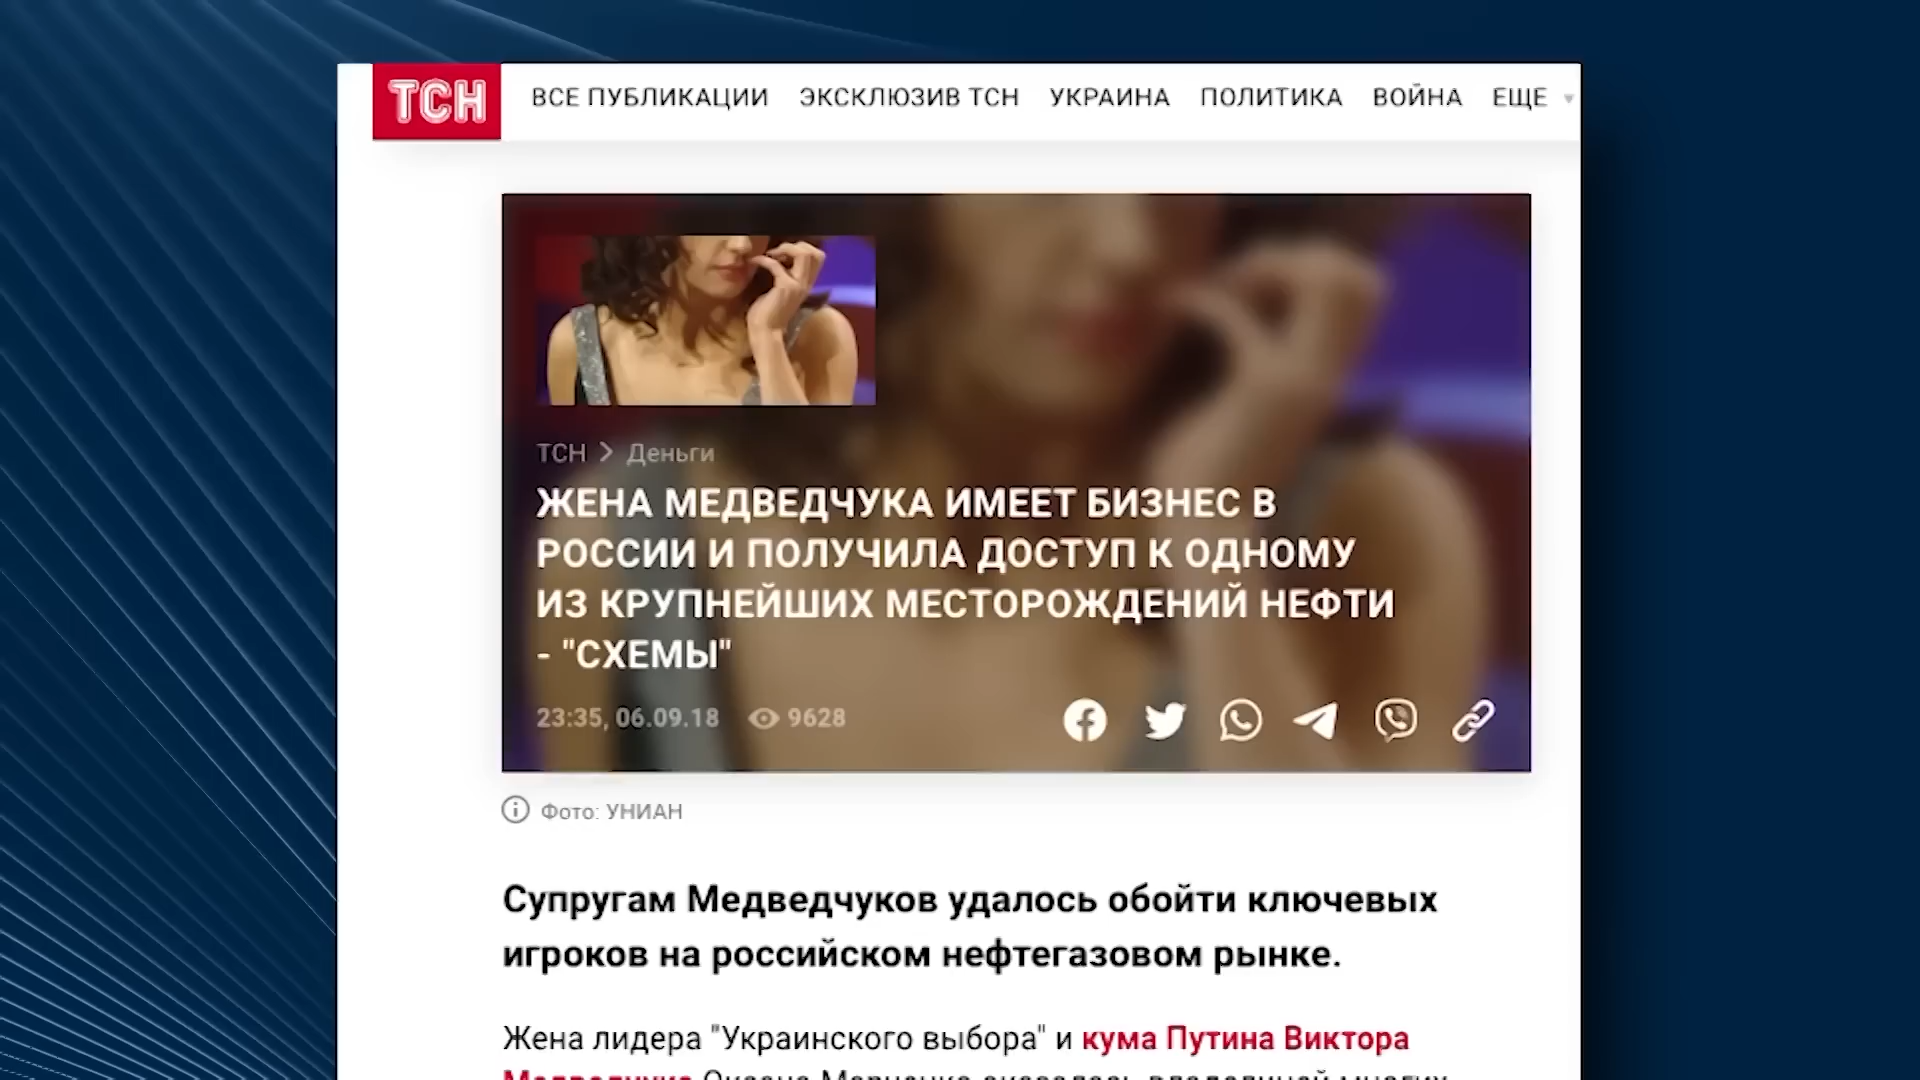 ТСН
ВСЕ ПУБЛИКАЦИИ ЭКСКЛЮЗИВ ТСН УКРАИНА ПОЛИТИКА ВОЙНА ЕЩЕ
ТСН > Деньги
ЖЕНА МЕДВЕДЧУКА ИМЕЕТ БИЗНЕС В
РОССИИ И ПОЛУЧИЛА ДОСТУП К ОДНОМУ
ИЗ КРУПНЕЙШИХ МЕСТОРОЖДЕНИЙ НЕФТИ
- "СХЕМЫ"
23:35, 06.09.18 9628
Фото: УНИАН
Супругам Медведчуков удалось обойти ключевых
игроков на российском нефтегазовом рынке.
Жена лидера "Украинского выбора" и кума Путина Виктора